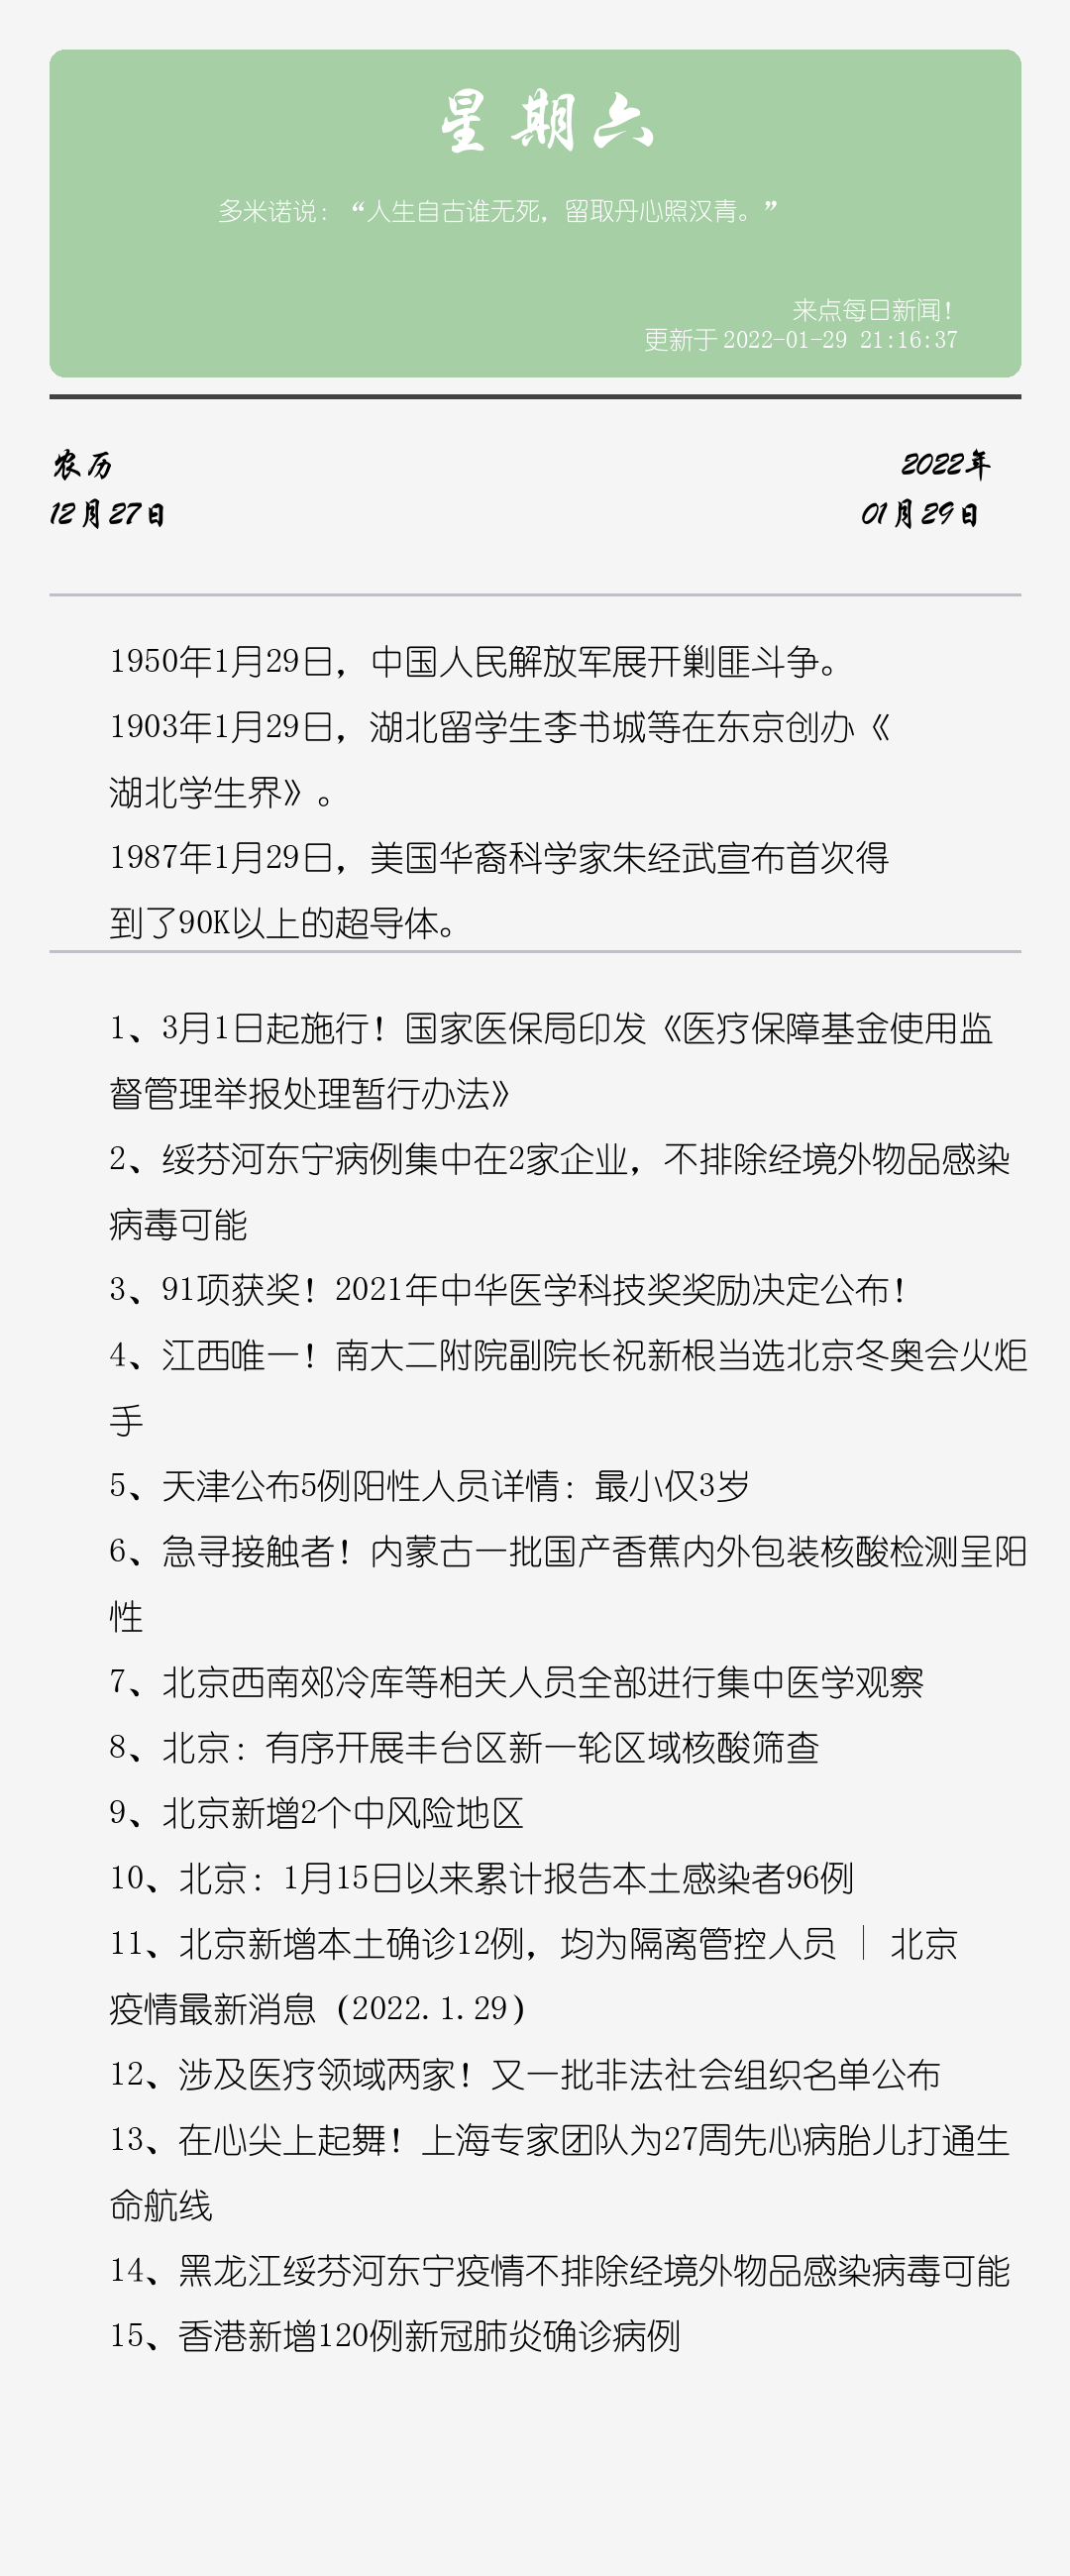 星期六
多米诺说：“人生自古谁无死，留取丹心照汉青。”
来点每日新闻！
更新于 2022-01-29 21:16:37
农历
2022年
12月27日
01月29日
1950年1月29日，中国人民解放军展开剿匪斗争。
1903年1月29日，湖北留学生李书城等在东京创办《
湖北学生界》。
1987年1月29日，美国华裔科学家朱经武宣布首次得
到了90K以上的超导体。
1、3月1日起施行！国家医保局印发《医疗保障基金使用监
督管理举报处理暂行办法》
2、绥芬河东宁病例集中在2家企业，不排除经境外物品感染
病毒可能
3、91项获奖！2021年中华医学科技奖奖励决定公布！
4、江西唯一！南大二附院副院长祝新根当选北京冬奥会火炬
手
5、天津公布5例阳性人员详情：最小仅3岁
6、急寻接触者！内蒙古一批国产香蕉内外包装核酸检测呈阳
性
7、北京西南郊冷库等相关人员全部进行集中医学观察
8、北京：有序开展丰台区新一轮区域核酸筛查
9、北京新增2个中风险地区
10、北京：1月15日以来累计报告本土感染者96例
11、北京新增本土确诊12例，均为隔离管控人员 | 北京
疫情最新消息（2022.1.29）
12、涉及医疗领域两家！又一批非法社会组织名单公布
13、在心尖上起舞！上海专家团队为27周先心病胎儿打通生
命航线
14、黑龙江绥芬河东宁疫情不排除经境外物品感染病毒可能
15、香港新增120例新冠肺炎确诊病例